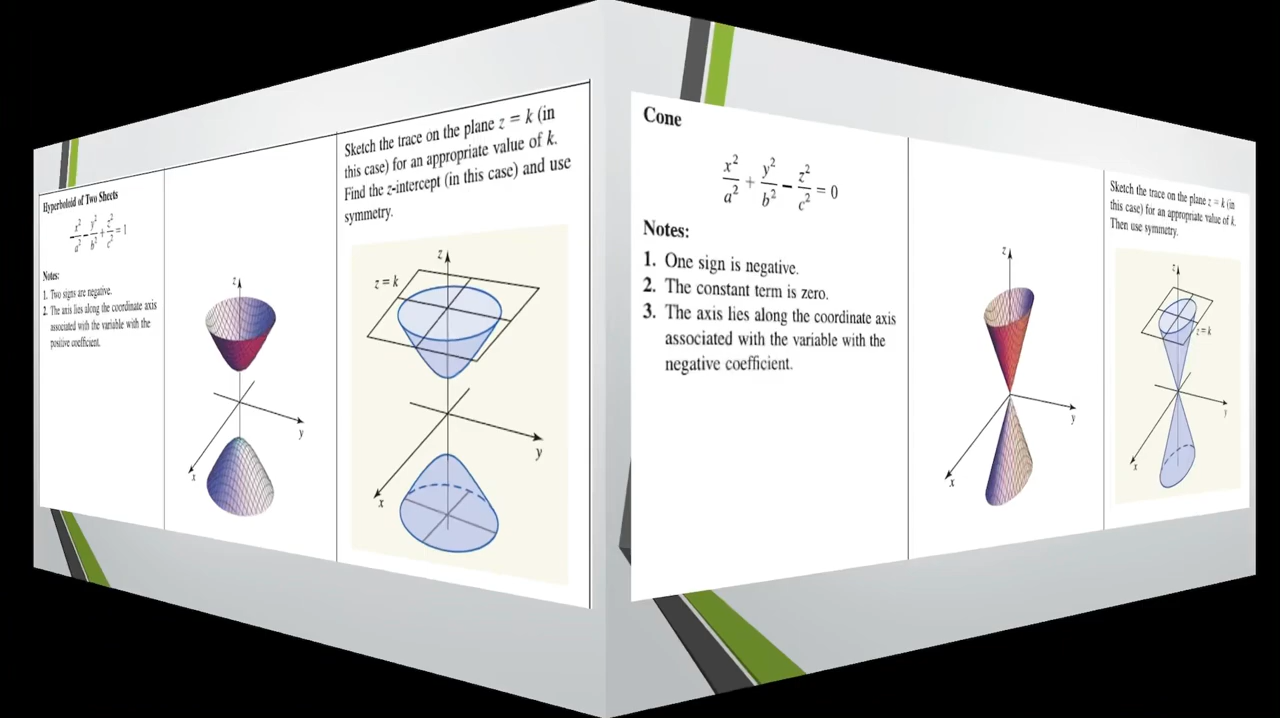 Hyperboloid of Two Sheets
-x²/a² - y²/b² + z²/c² = 1
Notes:
1. Two signs are negative.
2. The axis lies along the coordinate axis
associated with the variable with the
positive coefficient.
z
y
x
Sketch the trace on the plane z = k (in
this case) for an appropriate value of k.
Find the z-intercept (in this case) and use
symmetry.
z
z = k
y
x
Cone
x²/a² + y²/b² - z²/c² = 0
Notes:
1. One sign is negative.
2. The constant term is zero.
3. The axis lies along the coordinate axis
associated with the variable with the
negative coefficient.
z
y
x
Sketch the trace on the plane z = k (in
this case) for an appropriate value of k.
Then use symmetry.
z
z = k
y
x